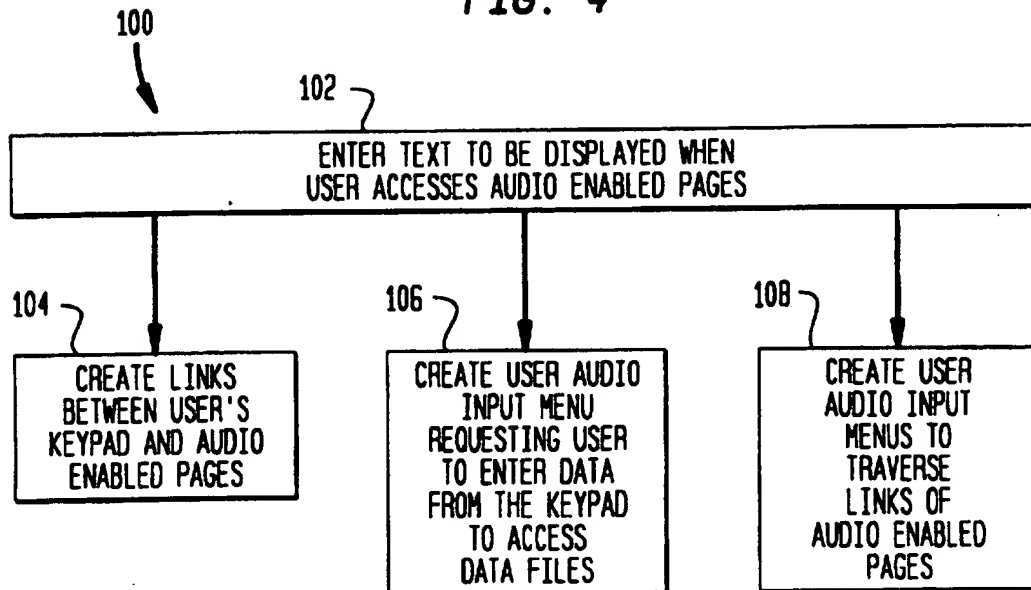 FIG. 4
100
102
ENTER TEXT TO BE DISPLAYED WHEN
USER ACCESSES AUDIO ENABLED PAGES
104
CREATE LINKS
BETWEEN USER'S
KEYPAD AND AUDIO
ENABLED PAGES
106
CREATE USER AUDIO
INPUT MENU
REQUESTING USER
TO ENTER DATA
FROM THE KEYPAD
TO ACCESS
DATA FILES
108
CREATE USER
AUDIO INPUT
MENUS TO
TRAVERSE
LINKS OF
AUDIO ENABLED
PAGES